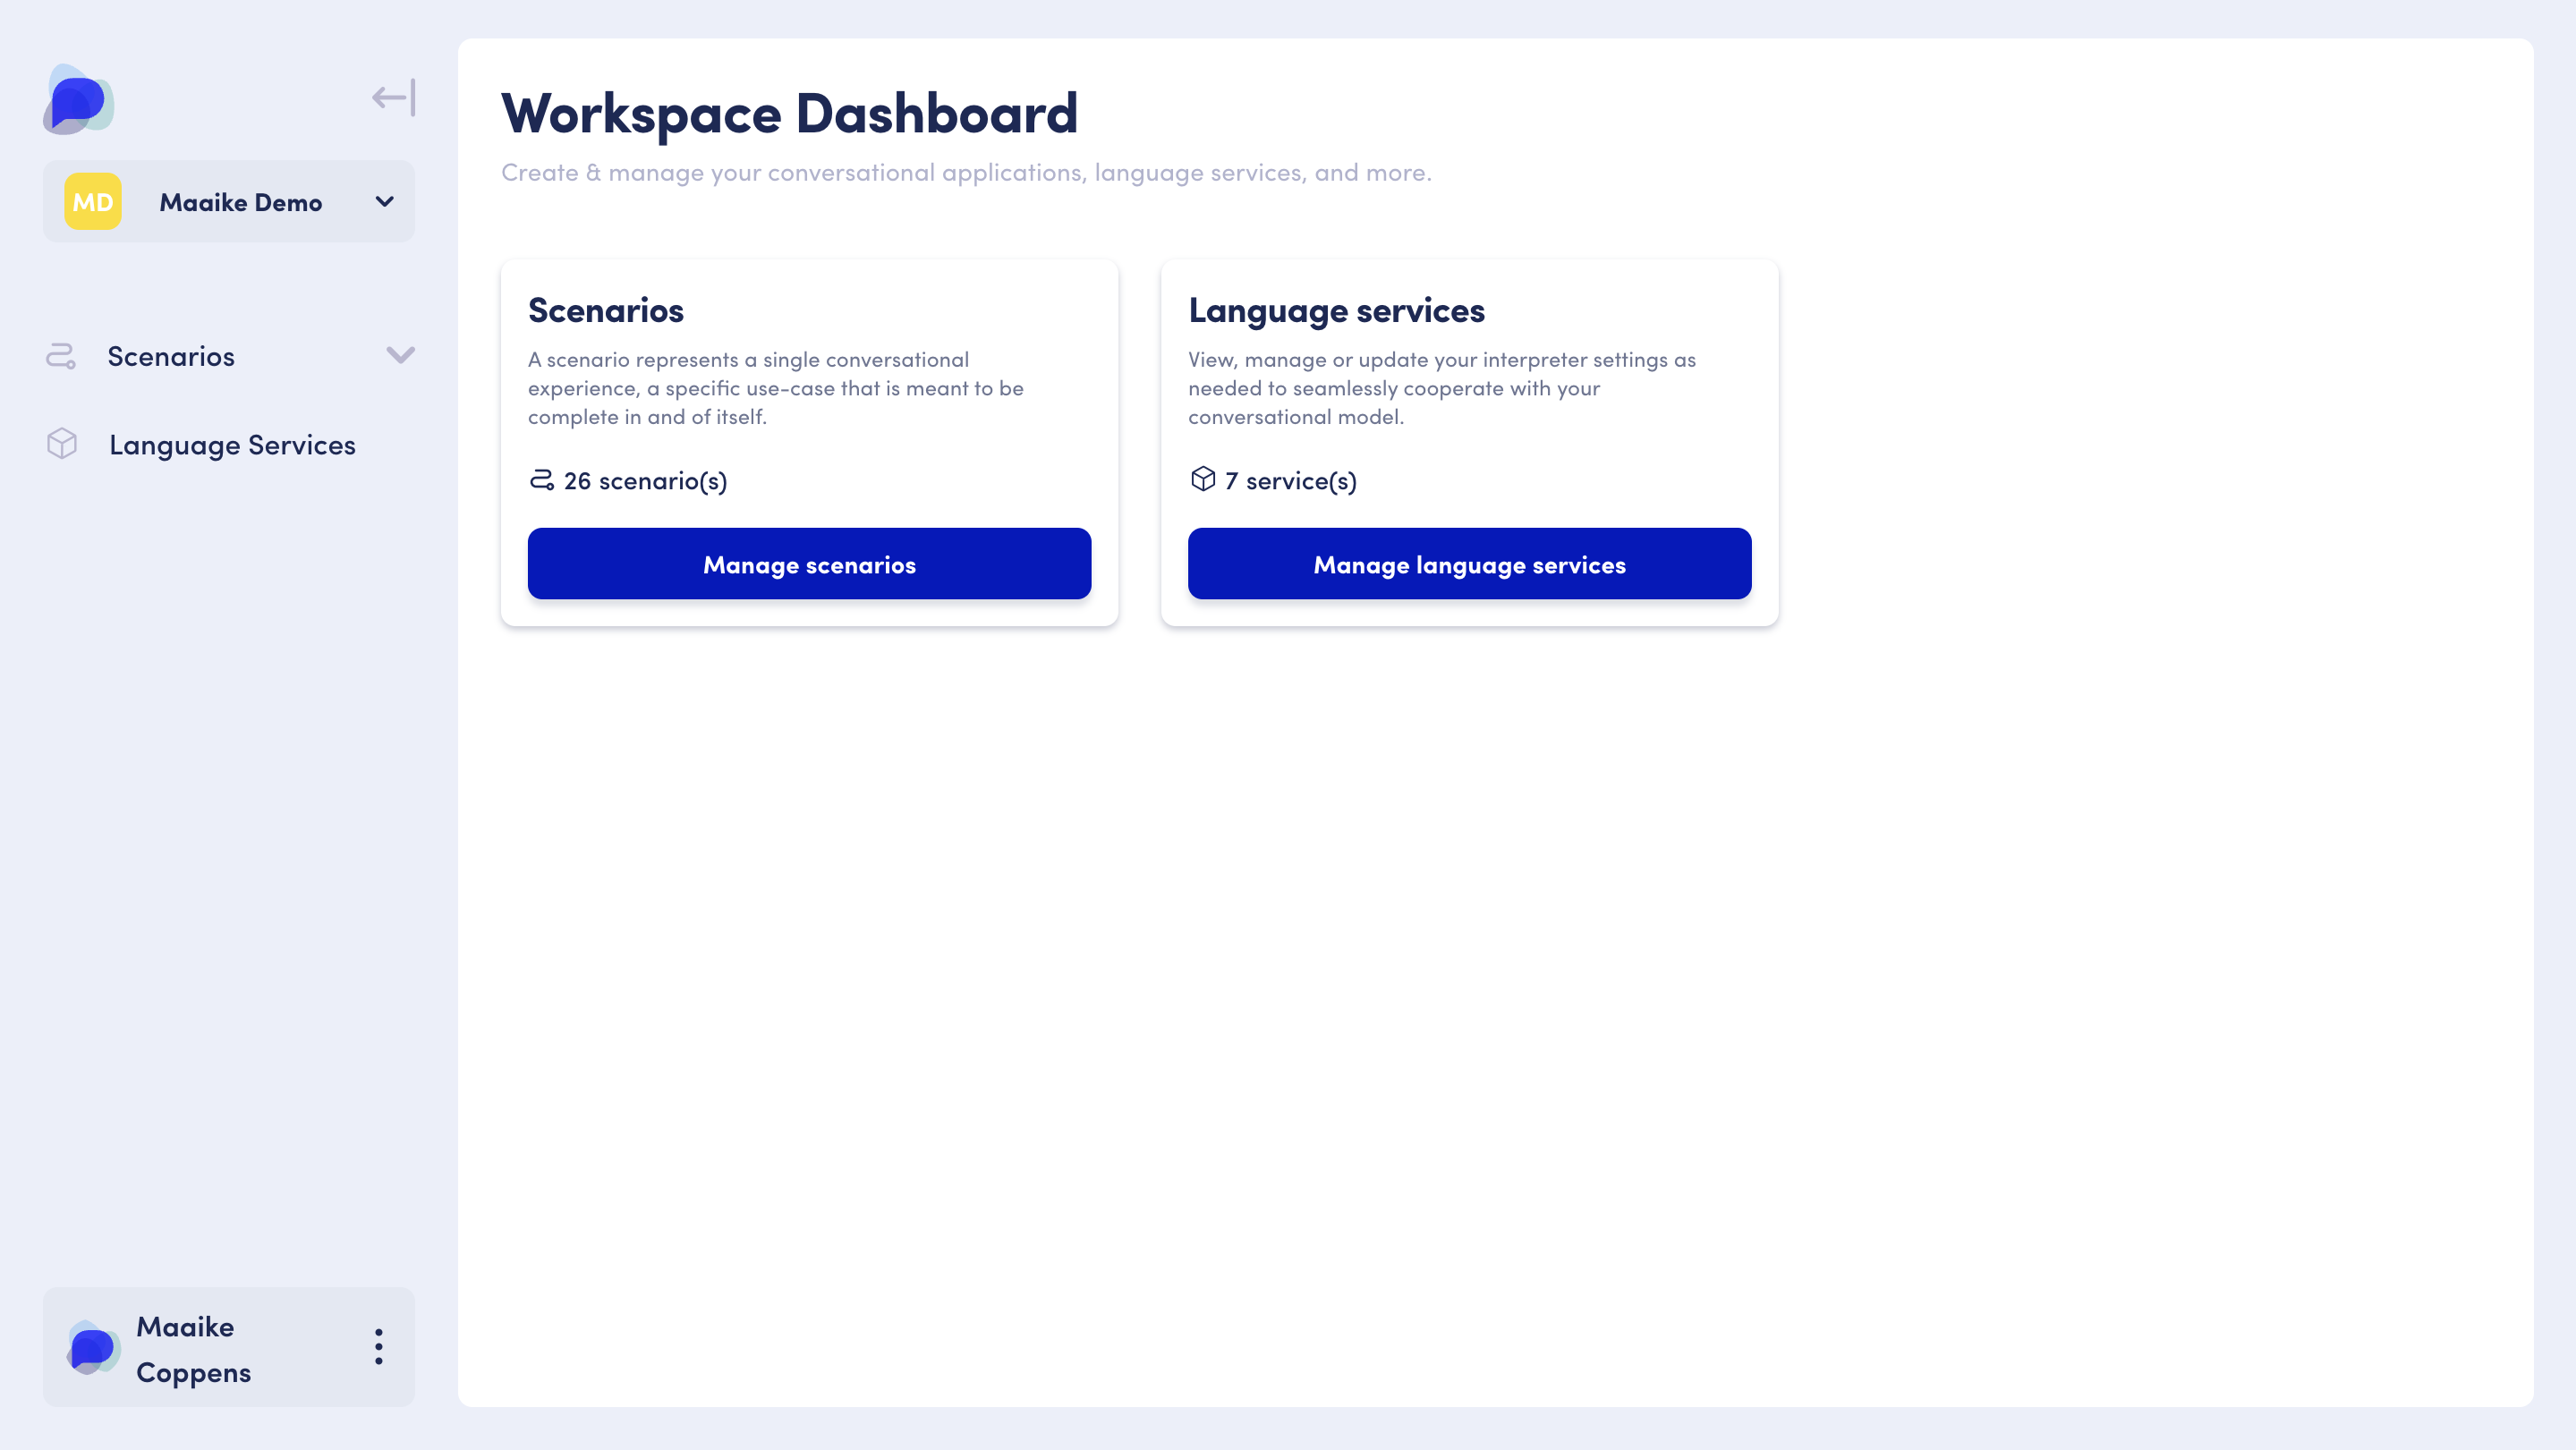 MD
Maaike Demo
Scenarios
Language Services
Maaike
Coppens
Workspace Dashboard
Create & manage your conversational applications, language services, and more.
Scenarios
A scenario represents a single conversational
experience, a specific use-case that is meant to be
complete in and of itself.
26 scenario(s)
Manage scenarios
Language services
View, manage or update your interpreter settings as
needed to seamlessly cooperate with your
conversational model.
7 service(s)
Manage language services